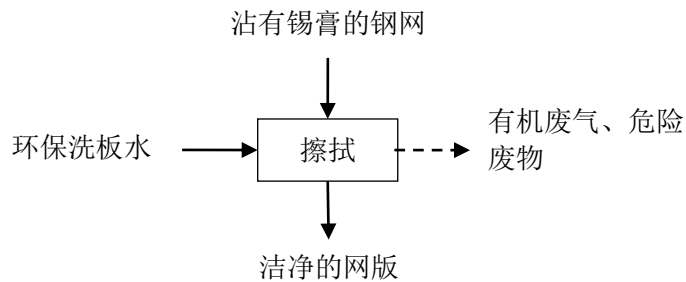 沾有锡膏的钢网
环保洗板水
擦拭
有机废气、危险
废物
洁净的网版